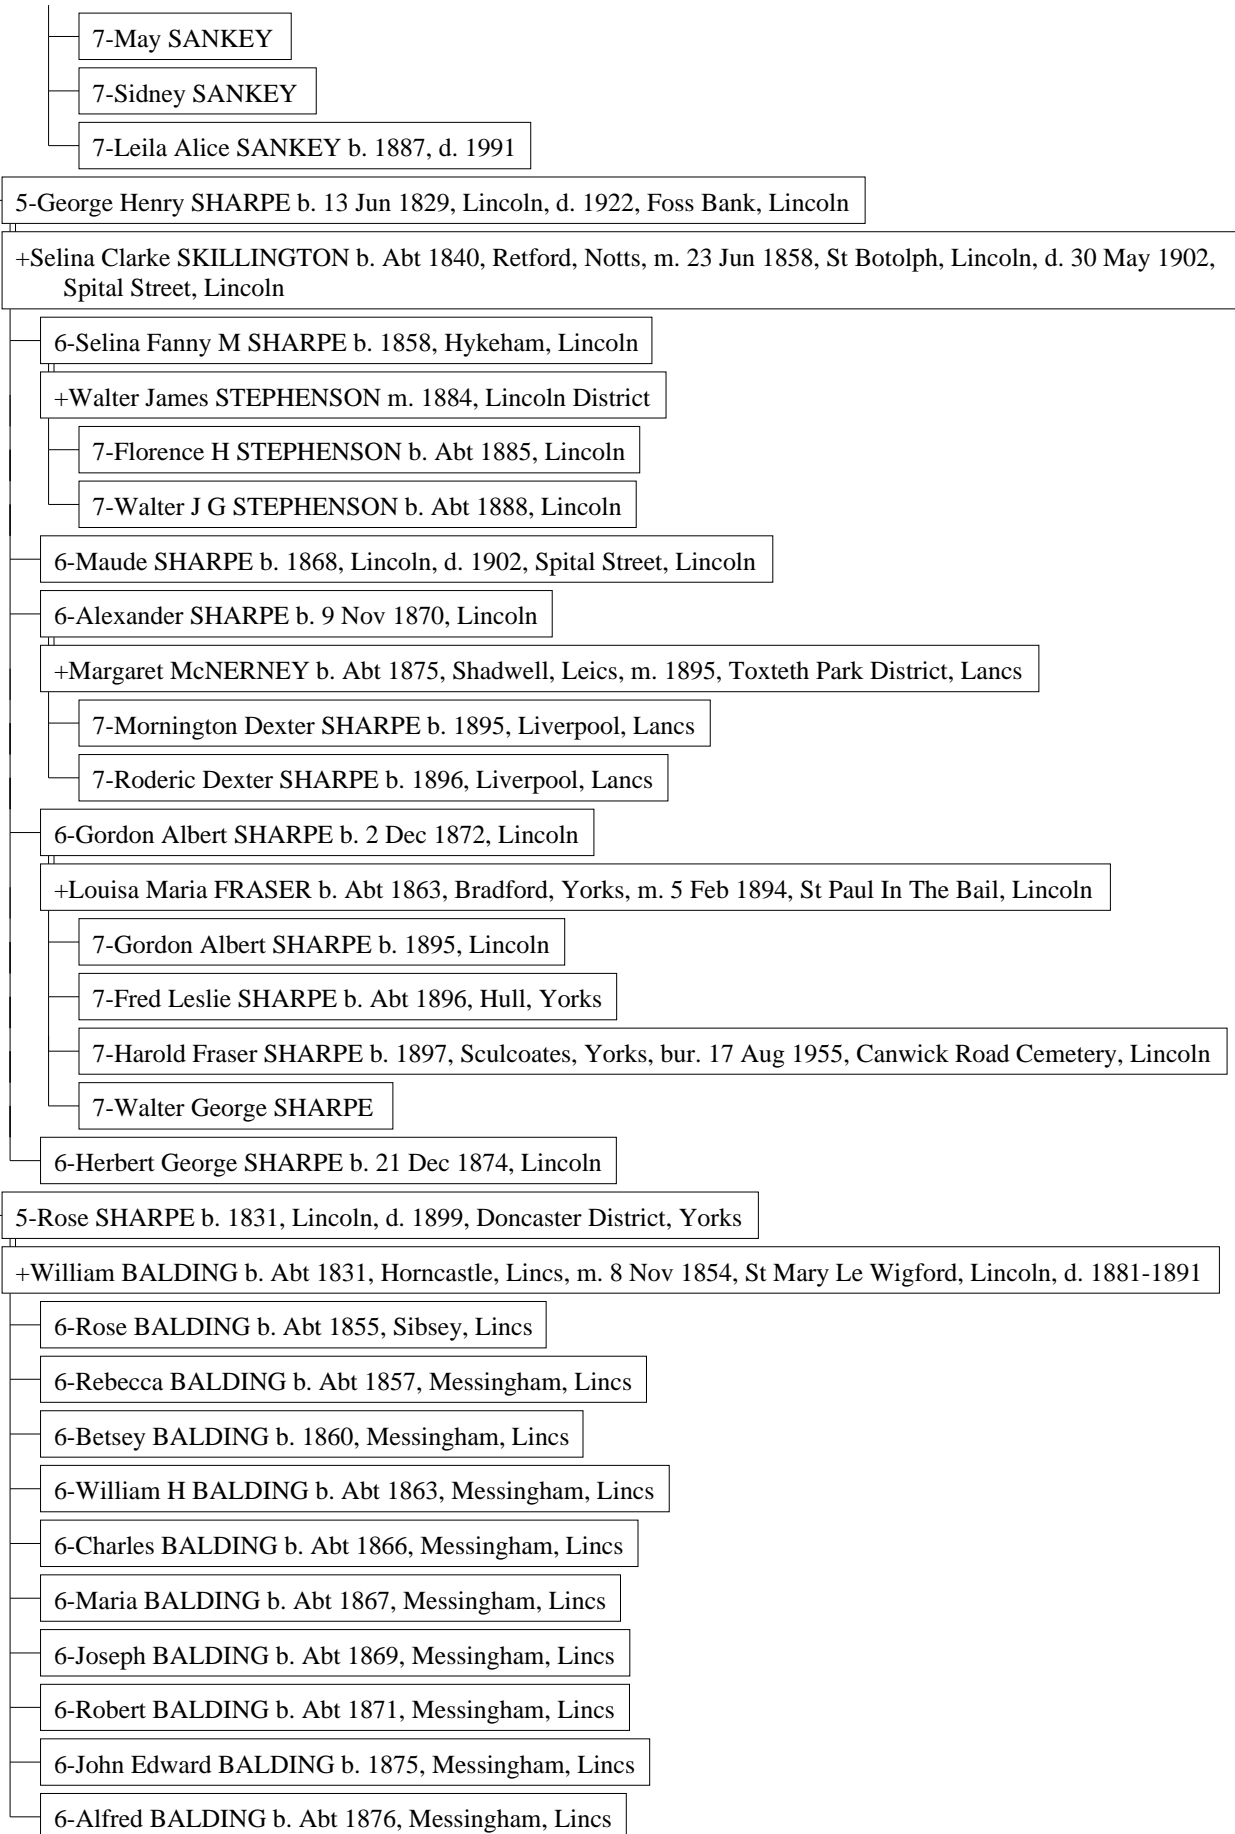 7-May SANKEY
7-Sidney SANKEY
7-Leila Alice SANKEY b. 1887, d. 1991
5-George Henry SHARPE b. 13 Jun 1829, Lincoln, d. 1922, Foss Bank, Lincoln
+Selina Clarke SKILLINGTON b. Abt 1840, Retford, Notts, m. 23 Jun 1858, St Botolph, Lincoln, d. 30 May 1902,
Spital Street, Lincoln
6-Selina Fanny M SHARPE b. 1858, Hykeham, Lincoln
+Walter James STEPHENSON m. 1884, Lincoln District
7-Florence H STEPHENSON b. Abt 1885, Lincoln
7-Walter J G STEPHENSON b. Abt 1888, Lincoln
6-Maude SHARPE b. 1868, Lincoln, d. 1902, Spital Street, Lincoln
6-Alexander SHARPE b. 9 Nov 1870, Lincoln
+Margaret McNERNEY b. Abt 1875, Shadwell, Leics, m. 1895, Toxteth Park District, Lancs
7-Mornington Dexter SHARPE b. 1895, Liverpool, Lancs
7-Roderic Dexter SHARPE b. 1896, Liverpool, Lancs
6-Gordon Albert SHARPE b. 2 Dec 1872, Lincoln
+Louisa Maria FRASER b. Abt 1863, Bradford, Yorks, m. 5 Feb 1894, St Paul In The Bail, Lincoln
7-Gordon Albert SHARPE b. 1895, Lincoln
7-Fred Leslie SHARPE b. Abt 1896, Hull, Yorks
7-Harold Fraser SHARPE b. 1897, Sculcoates, Yorks, bur. 17 Aug 1955, Canwick Road Cemetery, Lincoln
7-Walter George SHARPE
6-Herbert George SHARPE b. 21 Dec 1874, Lincoln
5-Rose SHARPE b. 1831, Lincoln, d. 1899, Doncaster District, Yorks
+William BALDING b. Abt 1831, Horncastle, Lincs, m. 8 Nov 1854, St Mary Le Wigford, Lincoln, d. 1881-1891
6-Rose BALDING b. Abt 1855, Sibsey, Lincs
6-Rebecca BALDING b. Abt 1857, Messingham, Lincs
6-Betsey BALDING b. 1860, Messingham, Lincs
6-William H BALDING b. Abt 1863, Messingham, Lincs
6-Charles BALDING b. Abt 1866, Messingham, Lincs
6-Maria BALDING b. Abt 1867, Messingham, Lincs
6-Joseph BALDING b. Abt 1869, Messingham, Lincs
6-Robert BALDING b. Abt 1871, Messingham, Lincs
6-John Edward BALDING b. 1875, Messingham, Lincs
6-Alfred BALDING b. Abt 1876, Messingham, Lincs